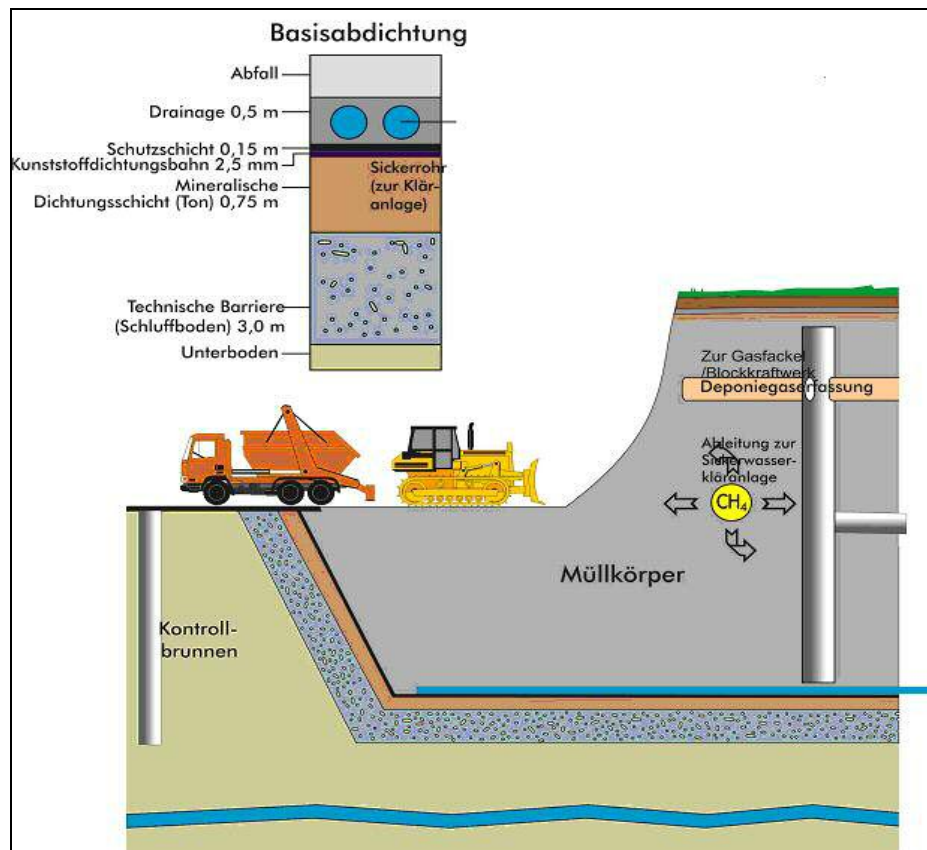 Basisabdichtung
Abfall
Drainage 0,5 m
Schutzschicht 0,15 m
Kunststoffdichtungsbahn 2,5 mm
Mineralische
Dichtungsschicht (Ton) 0,75 m
Sickerrohr
(zur Klär-
anlage)
Technische Barriere
(Schluffboden) 3,0 m
Unterboden
Zur Gasfackel
/Blockkraftwerk
Deponiegaserfassung
Ableitung zur
Sickerwasser-
kläranlage
CH4
Müllkörper
Kontroll-
brunnen